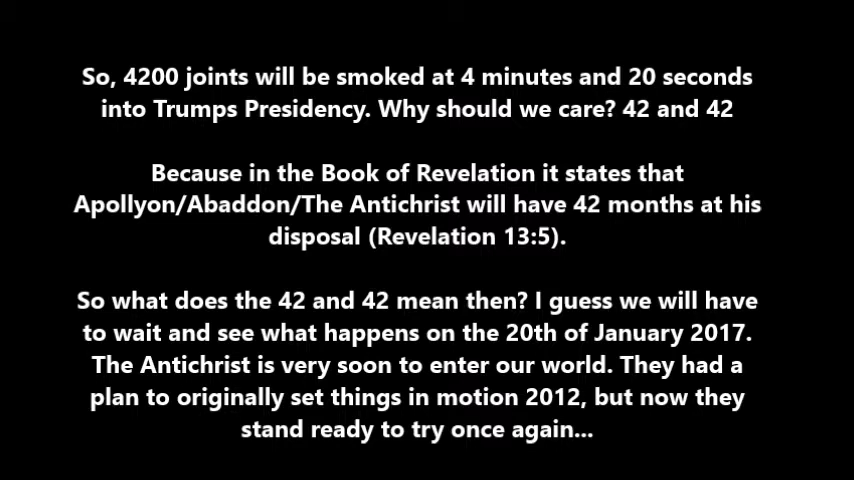 So, 4200 joints will be smoked at 4 minutes and 20 seconds
into Trumps Presidency. Why should we care? 42 and 42
Because in the Book of Revelation it states that
Apollyon/Abaddon/The Antichrist will have 42 months at his
disposal (Revelation 13:5).
So what does the 42 and 42 mean then? I guess we will have
to wait and see what happens on the 20th of January 2017.
The Antichrist is very soon to enter our world. They had a
plan to originally set things in motion 2012, but now they
stand ready to try once again...